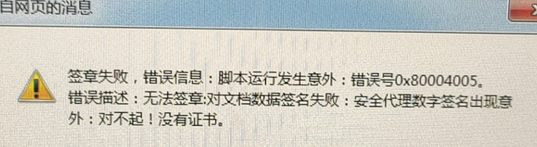 自网页的消息
签章失败，错误信息：脚本运行发生意外：错误号0x80004005。
错误描述：无法签章:对文档数据签名失败：安全代理数字签名出现意
外：对不起！没有证书。